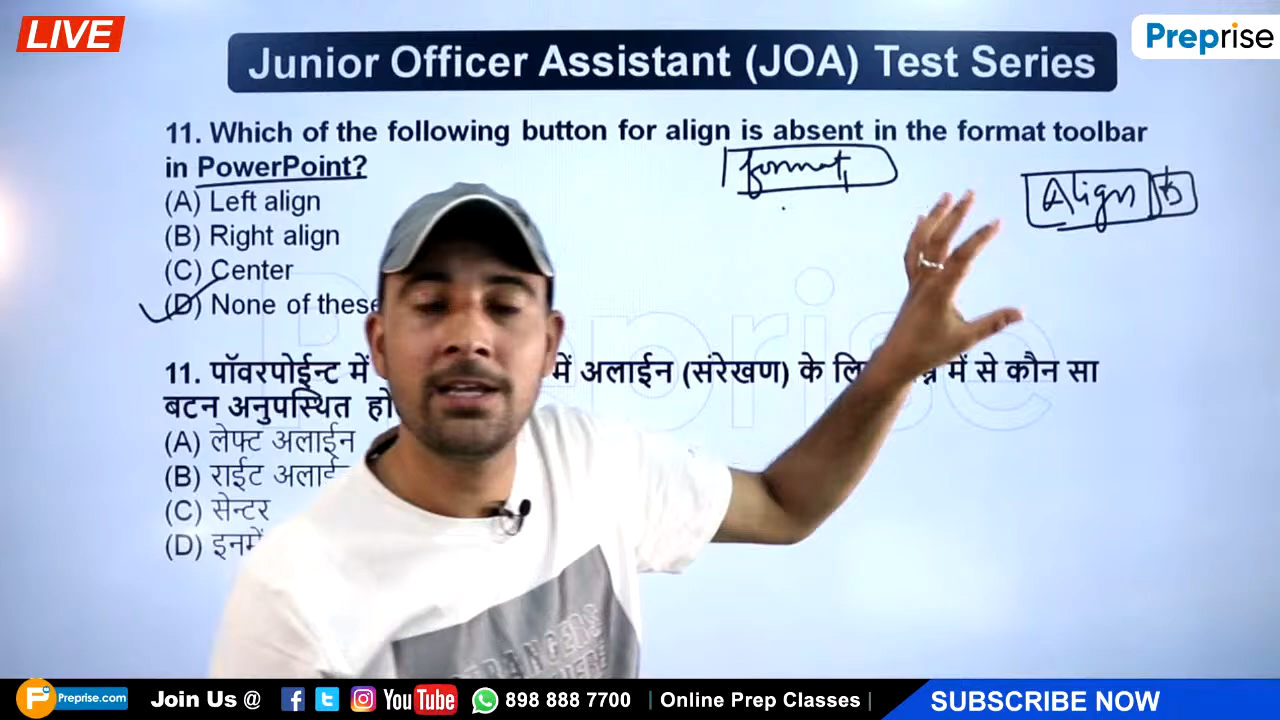 LIVE
Preprise
Junior Officer Assistant (JOA) Test Series
11. Which of the following button for align is absent in the format toolbar
in PowerPoint?
format
Align
(A) Left align
(B) Right align
(C) Center
(D) None of these
Preprise
11. पॉवरपोईन्ट में में अलाईन (संरेखण) के में से कौन सा
बटन अनुपस्थित
(A) लेफ्ट अलाईन
(B) राईट
(C) सेन्टर
(D)
Preprise.com Join Us @ YouTube 898 888 7700 | Online Prep Classes | SUBSCRIBE NOW